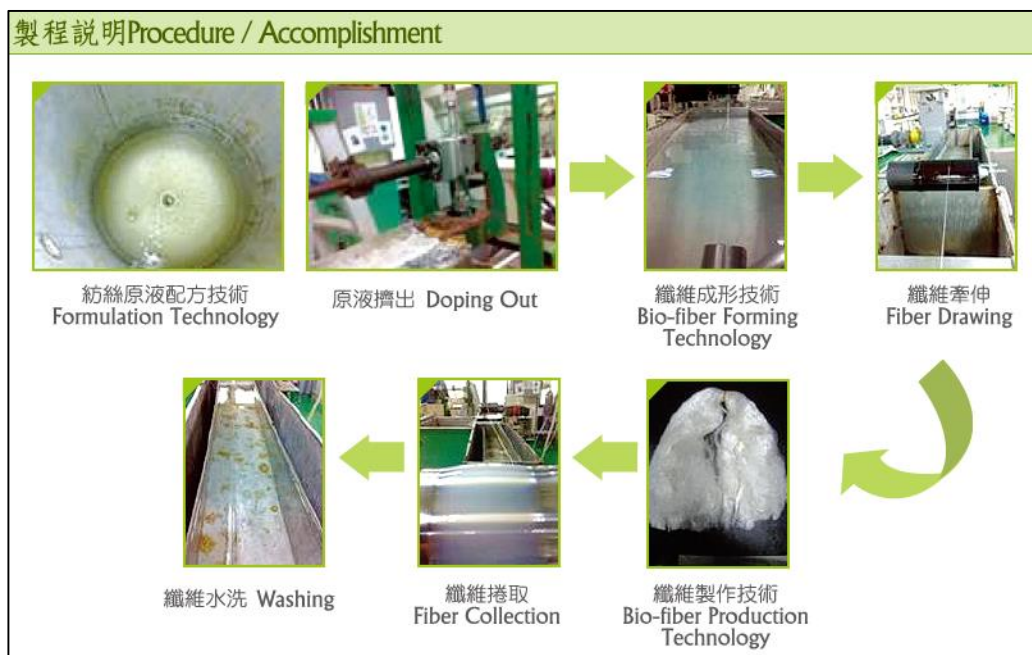 製程説明Procedure / Accomplishment
紡絲原液配方技術
Formulation Technology
原液擠出 Doping Out
纖維成形技術
Bio-fiber Forming
Technology
纖維牽伸
Fiber Drawing
纖維水洗 Washing
纖維捲取
Fiber Collection
纖維製作技術
Bio-fiber Production
Technology